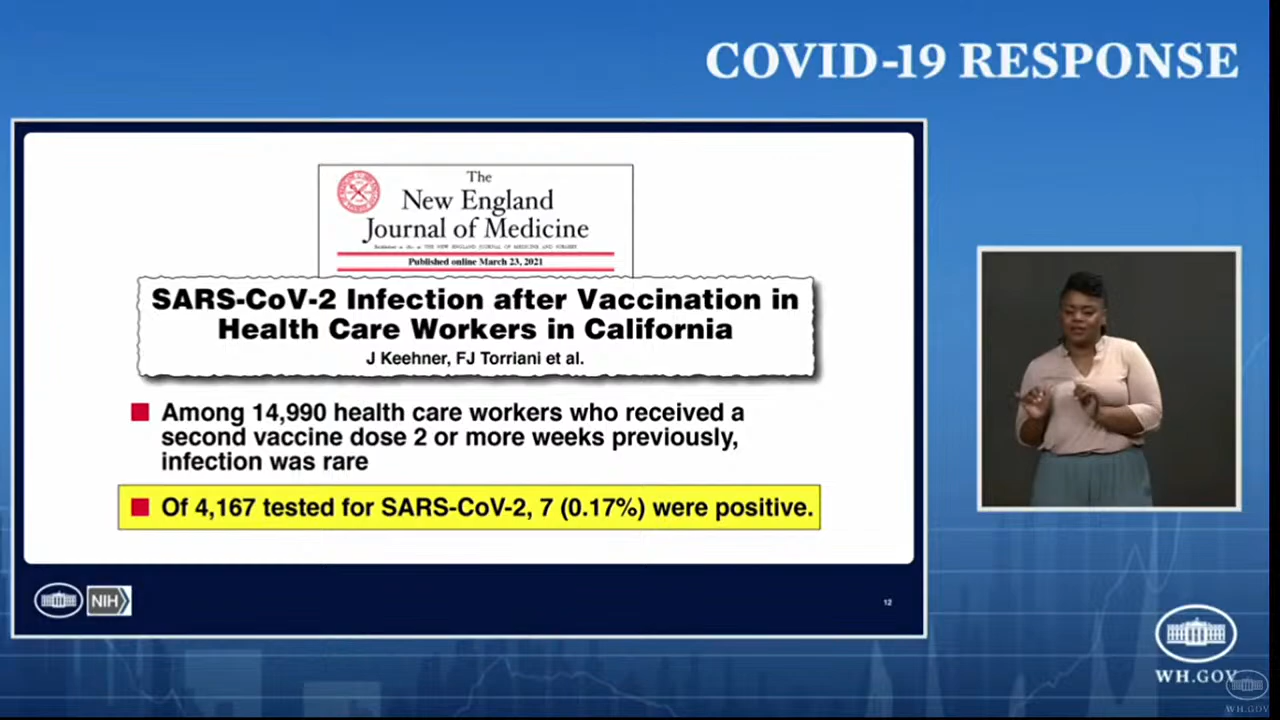 COVID-19 RESPONSE
The
New England
Journal of Medicine
Published online March 23, 2021
SARS-CoV-2 Infection after Vaccination in
Health Care Workers in California
J Keehner, FJ Torriani et al.
Among 14,990 health care workers who received a
second vaccine dose 2 or more weeks previously,
infection was rare
Of 4,167 tested for SARS-CoV-2, 7 (0.17%) were positive.
NIH
12
WH.GOV
WH.GOV